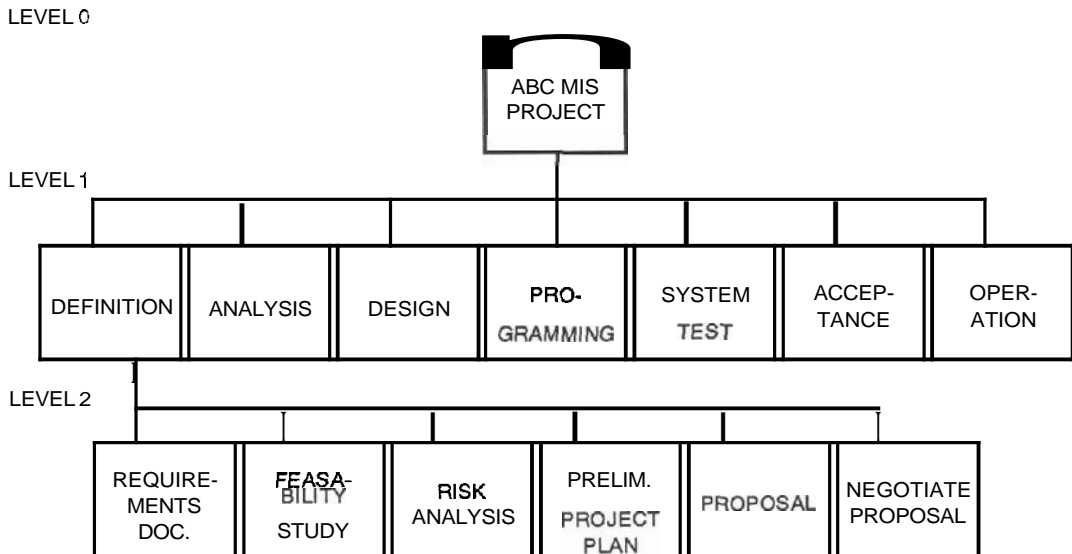 LEVEL 0
ABC MIS
PROJECT
LEVEL 1
DEFINITION
ANALYSIS
DESIGN
PRO-
GRAMMING
SYSTEM
TEST
ACCEP-
TANCE
OPER-
ATION
LEVEL 2
REQUIRE-
MENTS
DOC.
FEASA-
BILITY
STUDY
RISK
ANALYSIS
PRELIM.
PROJECT
PLAN
PROPOSAL
NEGOTIATE
PROPOSAL